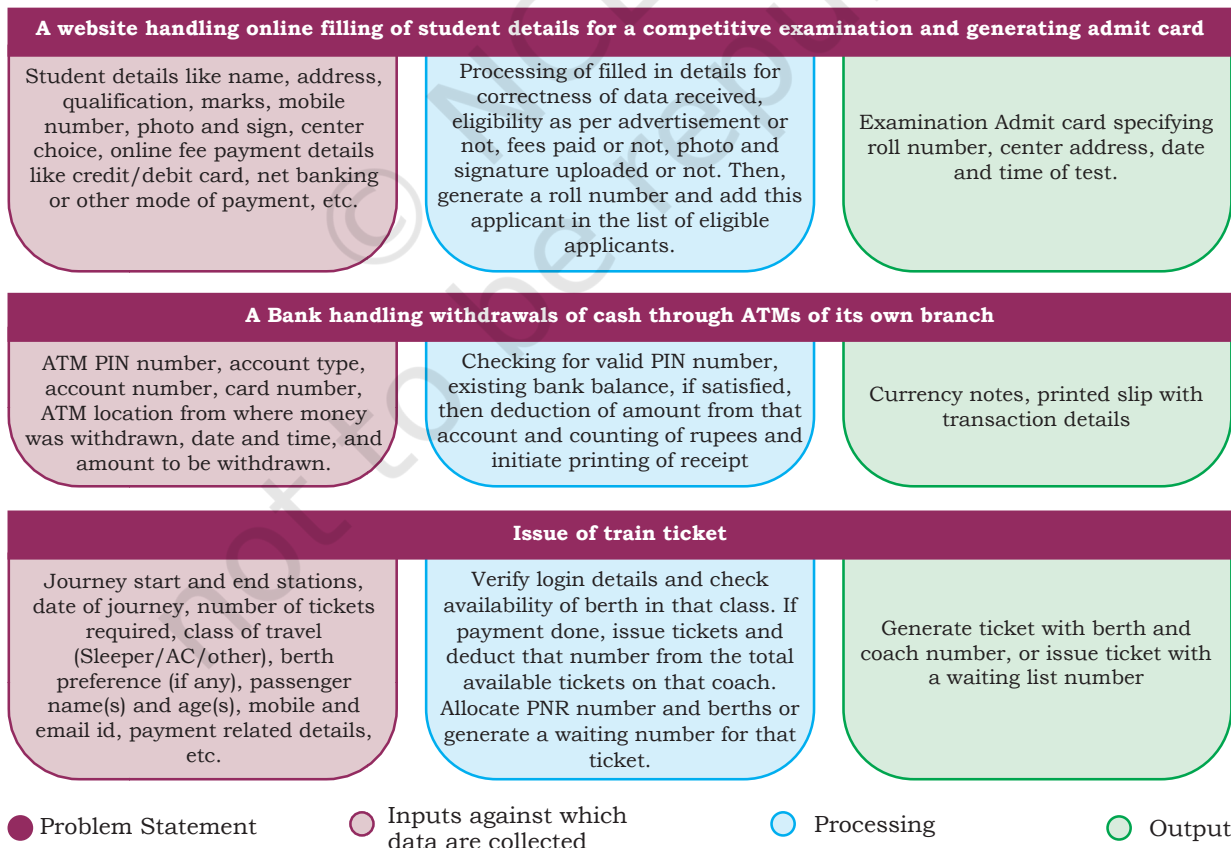 A website handling online filling of student details for a competitive examination and generating admit card
Student details like name, address,
qualification, marks, mobile
number, photo and sign, center
choice, online fee payment details
like credit/debit card, net banking
or other mode of payment, etc.
Processing of filled in details for
correctness of data received,
eligibility as per advertisement or
not, fees paid or not, photo and
signature uploaded or not. Then,
generate a roll number and add this
applicant in the list of eligible
applicants.
Examination Admit card specifying
roll number, center address, date
and time of test.
A Bank handling withdrawals of cash through ATMs of its own branch
ATM PIN number, account type,
account number, card number,
ATM location from where money
was withdrawn, date and time, and
amount to be withdrawn.
Checking for valid PIN number,
existing bank balance, if satisfied,
then deduction of amount from that
account and counting of rupees and
initiate printing of receipt
Currency notes, printed slip with
transaction details
Issue of train ticket
Journey start and end stations,
date of journey, number of tickets
required, class of travel
(Sleeper/AC/other), berth
preference (if any), passenger
name(s) and age(s), mobile and
email id, payment related details,
etc.
Verify login details and check
availability of berth in that class. If
payment done, issue tickets and
deduct that number from the total
available tickets on that coach.
Allocate PNR number and berths or
generate a waiting number for that
ticket.
Generate ticket with berth and
coach number, or issue ticket with
a waiting list number
Problem Statement
Inputs against which
data are collected
Processing
Output
© NC
not to be repu